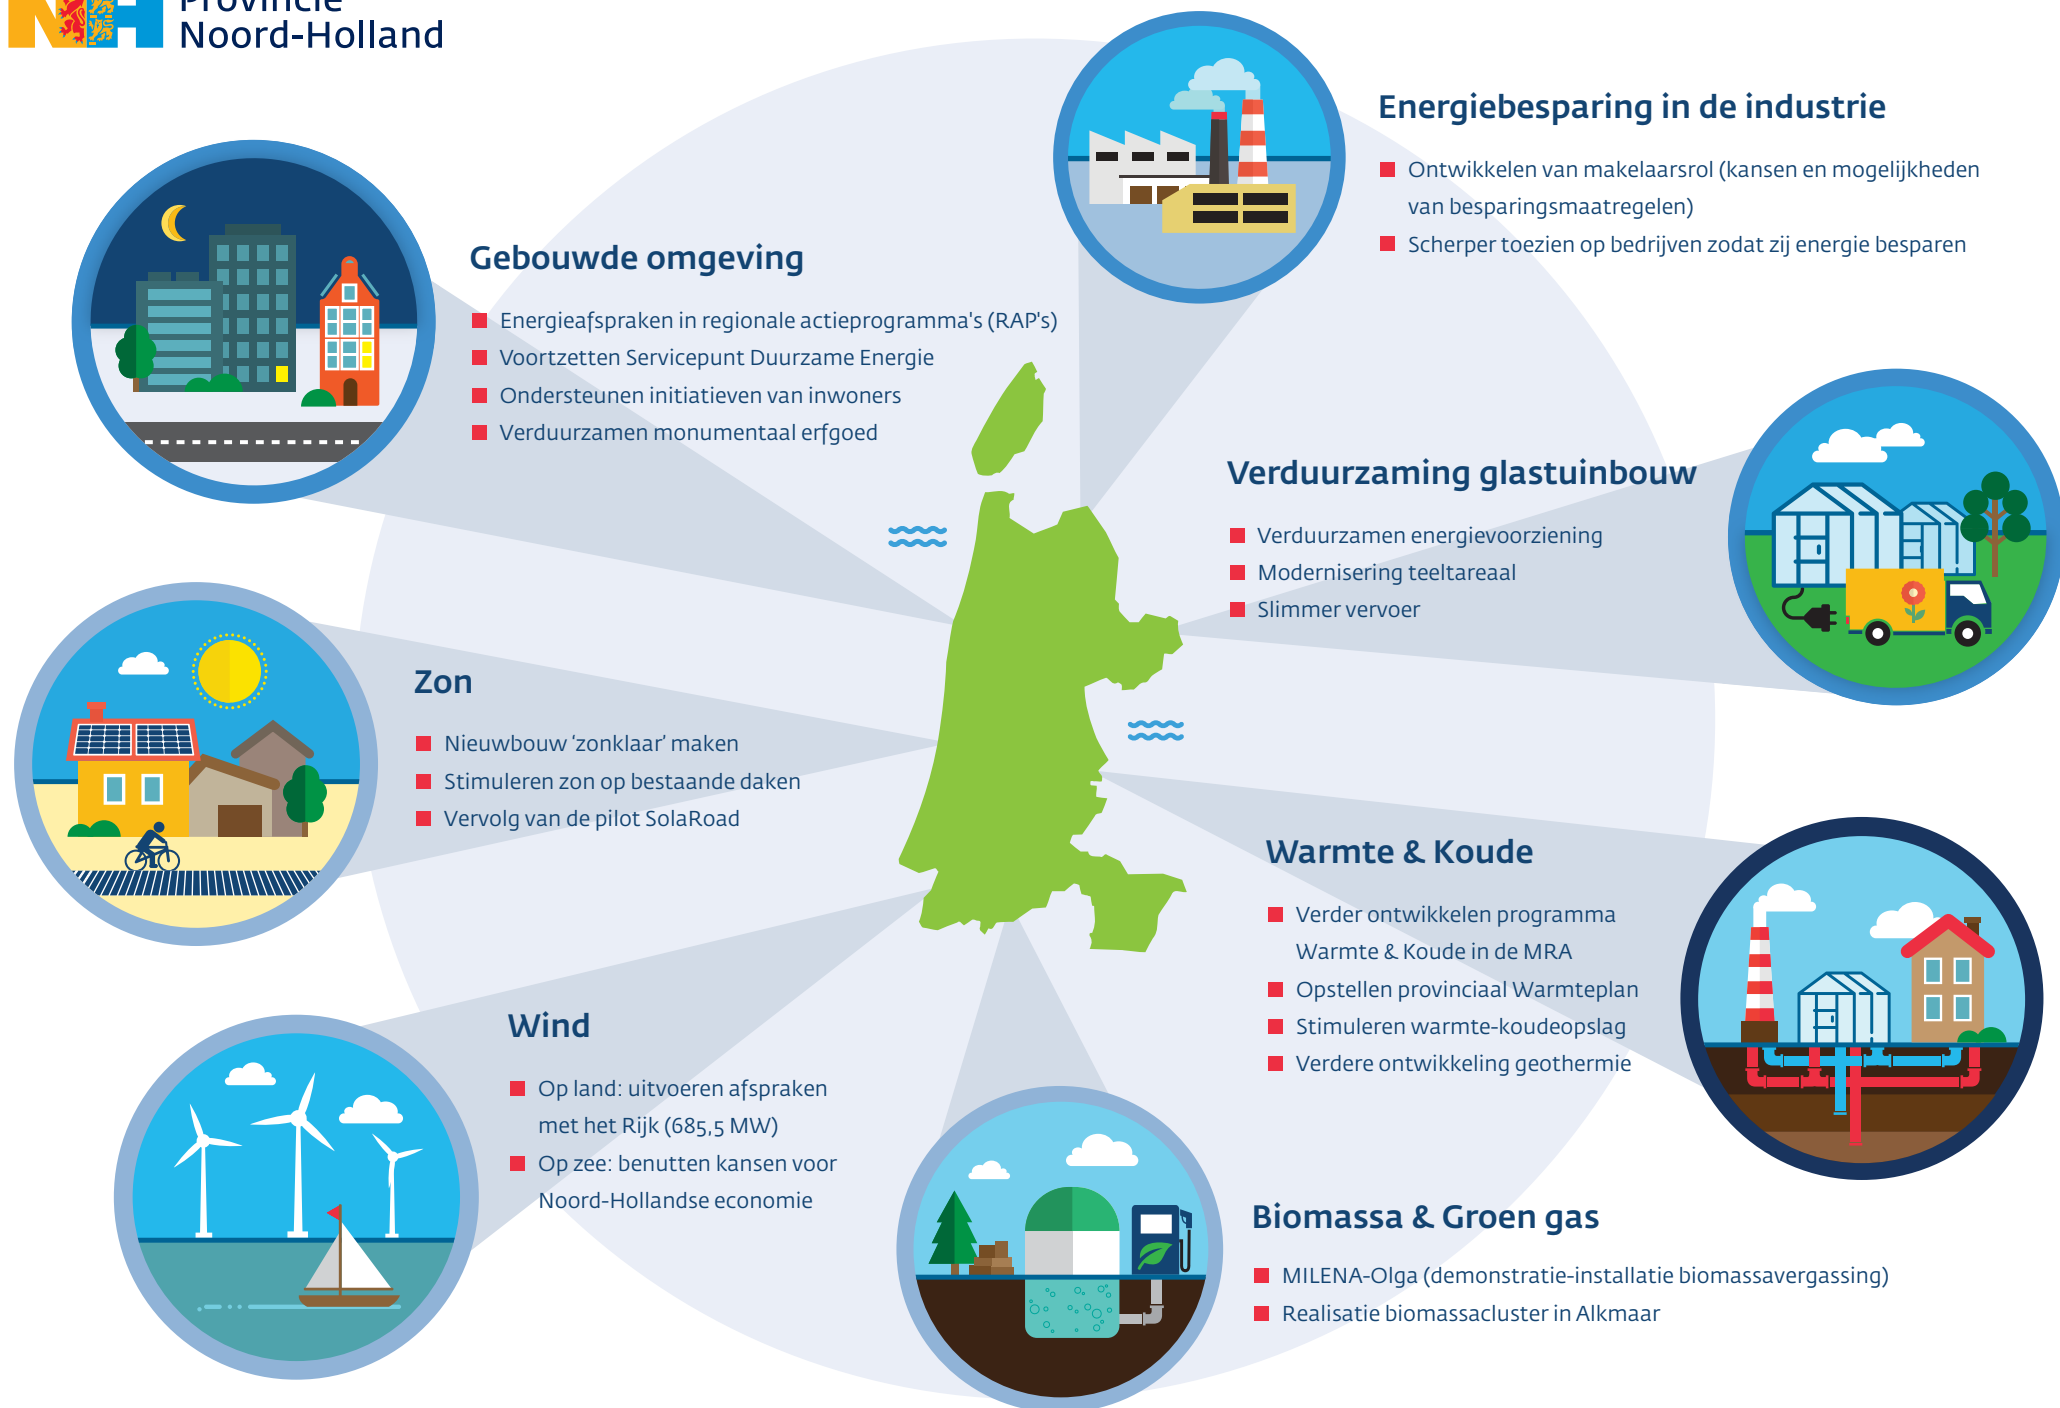 Provincie
Noord-Holland
Energiebesparing in de industrie
Ontwikkelen van makelaarsrol (kansen en mogelijkheden
van besparingsmaatregelen)
Scherper toezien op bedrijven zodat zij energie besparen
Gebouwde omgeving
Energieafspraken in regionale actieprogramma's (RAP's)
Voortzetten Servicepunt Duurzame Energie
Ondersteunen initiatieven van inwoners
Verduurzamen monumentaal erfgoed
Verduurzaming glastuinbouw
Verduurzamen energievoorziening
Modernisering teeltareaal
Slimmer vervoer
Zon
Nieuwbouw ‘zonklaar’ maken
Stimuleren zon op bestaande daken
Vervolg van de pilot SolaRoad
Warmte & Koude
Verder ontwikkelen programma
Warmte & Koude in de MRA
Opstellen provinciaal Warmteplan
Stimuleren warmte-koudeopslag
Verdere ontwikkeling geothermie
Wind
Op land: uitvoeren afspraken
met het Rijk (685,5 MW)
Op zee: benutten kansen voor
Noord-Hollandse economie
Biomassa & Groen gas
MILENA-Olga (demonstratie-installatie biomassavergassing)
Realisatie biomassacluster in Alkmaar